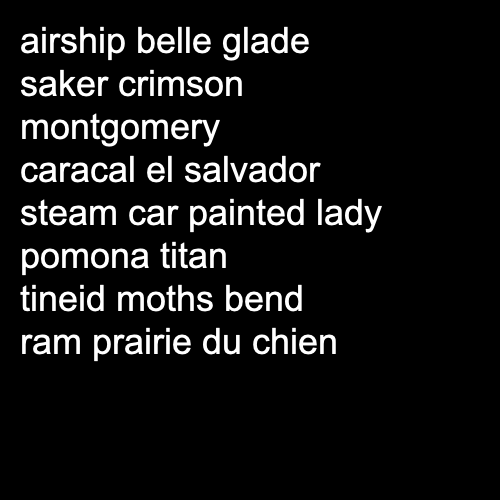 airship belle glade
saker crimson
montgomery
caracal el salvador
steam car painted lady
pomona titan
tineid moths bend
ram prairie du chien